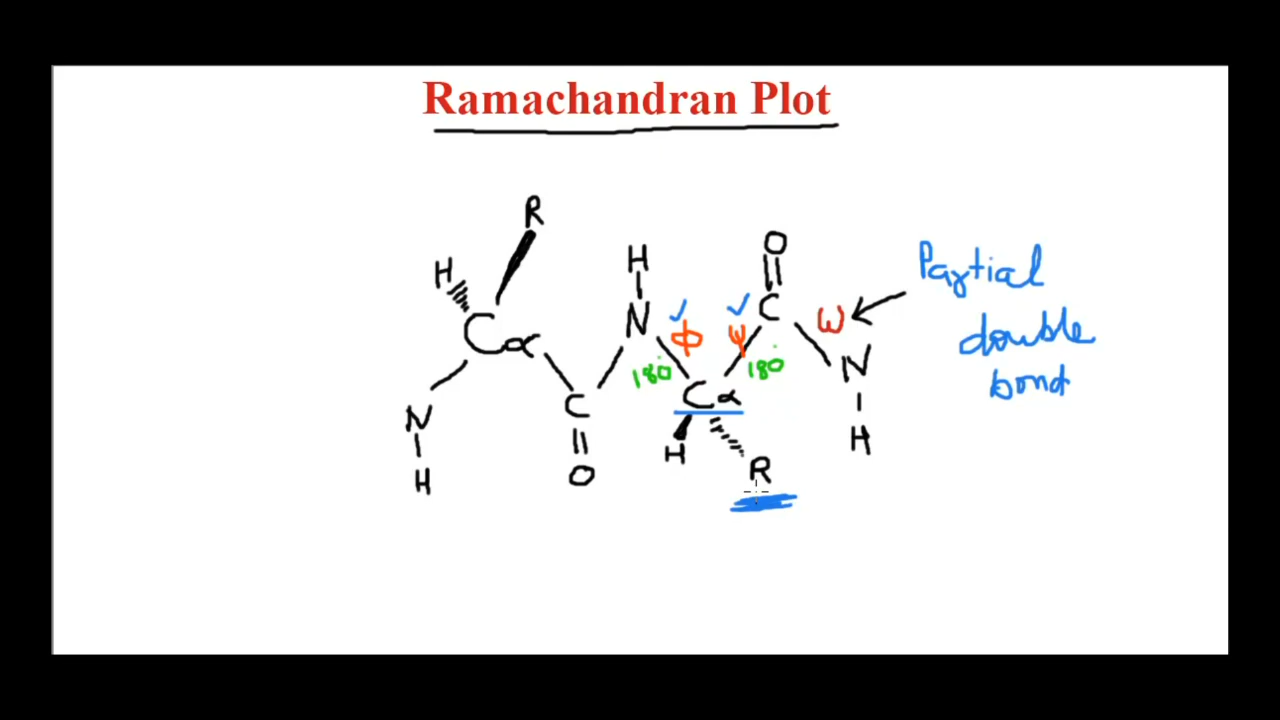 Ramachandran Plot
R
H
H
O
Partial
N
φ
ψ
C
ω
double
Cα
180
180
N
bond
C
Cα
N
H
H
H
O
R